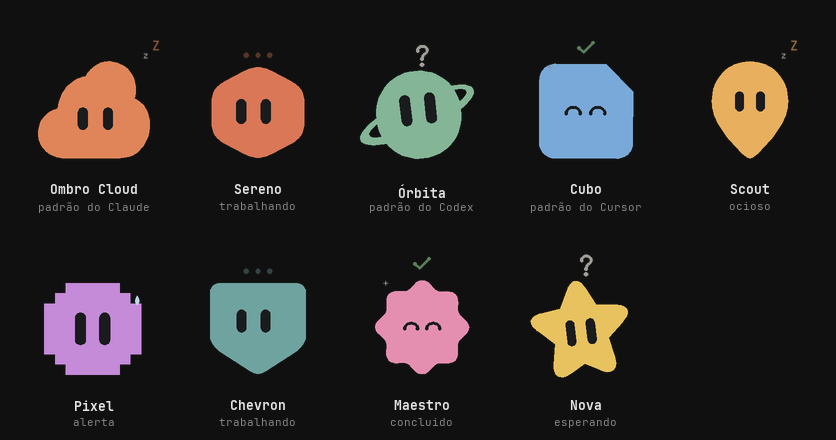 z Z
?
z Z
Ombro Cloud
padrão do Claude
Sereno
trabalhando
Órbita
padrão do Codex
Cubo
padrão do Cursor
Scout
ocioso
?
Pixel
alerta
Chevron
trabalhando
Maestro
concluido
Nova
esperando